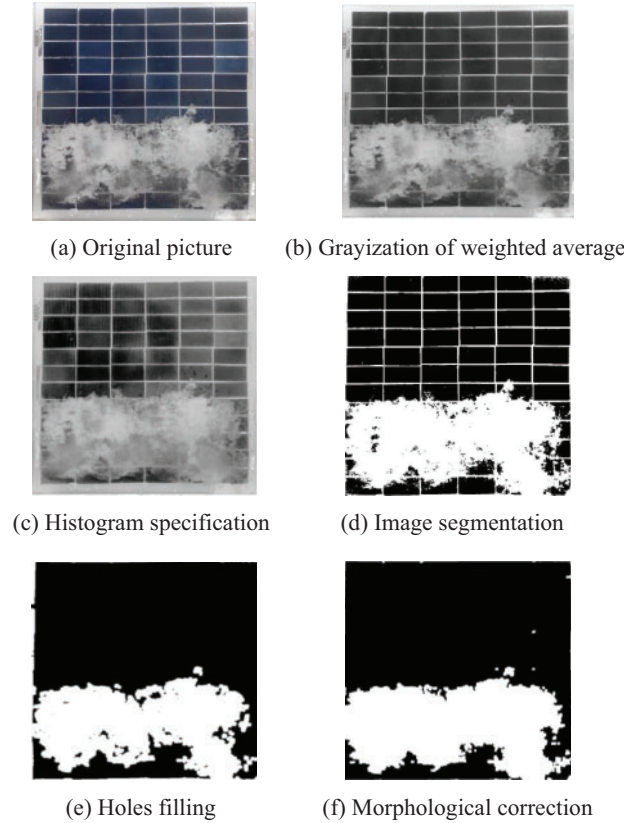 (a) Original picture
(b) Grayization of weighted average
(c) Histogram specification
(d) Image segmentation
(e) Holes filling
(f) Morphological correction